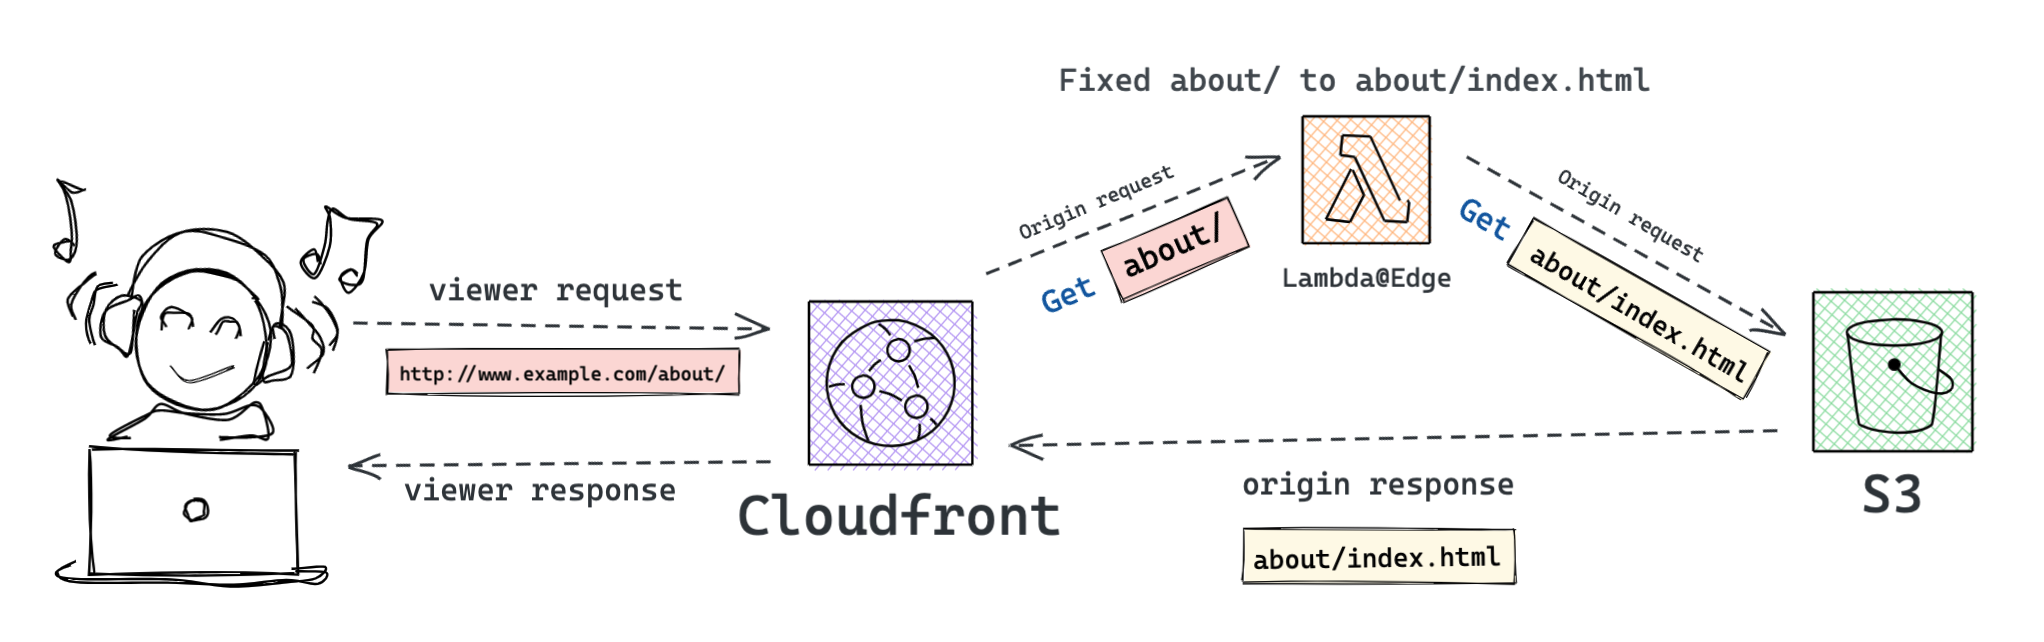 Fixed about/ to about/index.html
Origin request
Get about/
Lambda@Edge
Origin request
Get about/index.html
viewer request
http://www.example.com/about/
viewer response
Cloudfront
origin response
about/index.html
S3